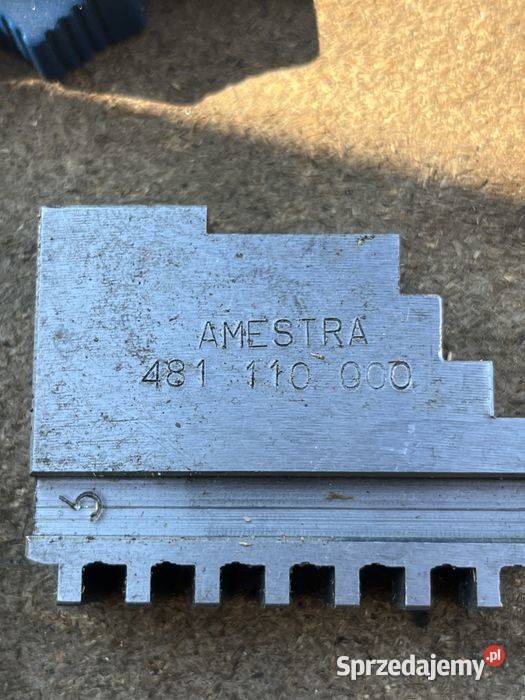 AMESTRA
481 110 000
5
Sprzedajemy.pl